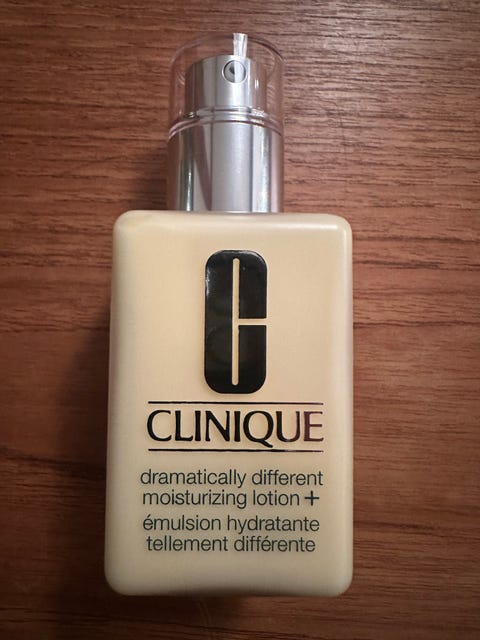 C
CLINIQUE
dramatically different
moisturizing lotion +
émulsion hydratante
tellement différente